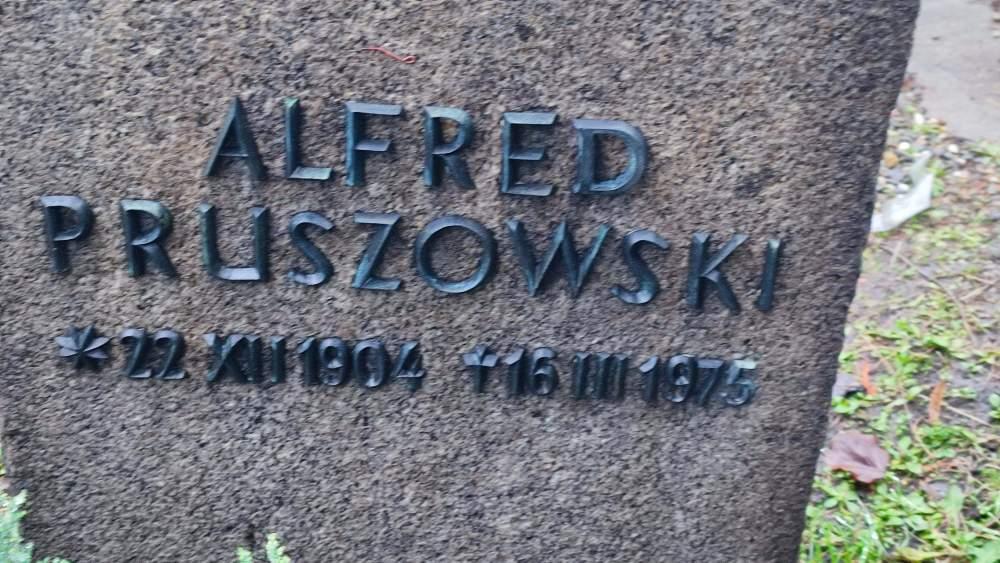 ALFRED
PRUSZOWSKI
* 22 XII 1904 † 16 III 1975